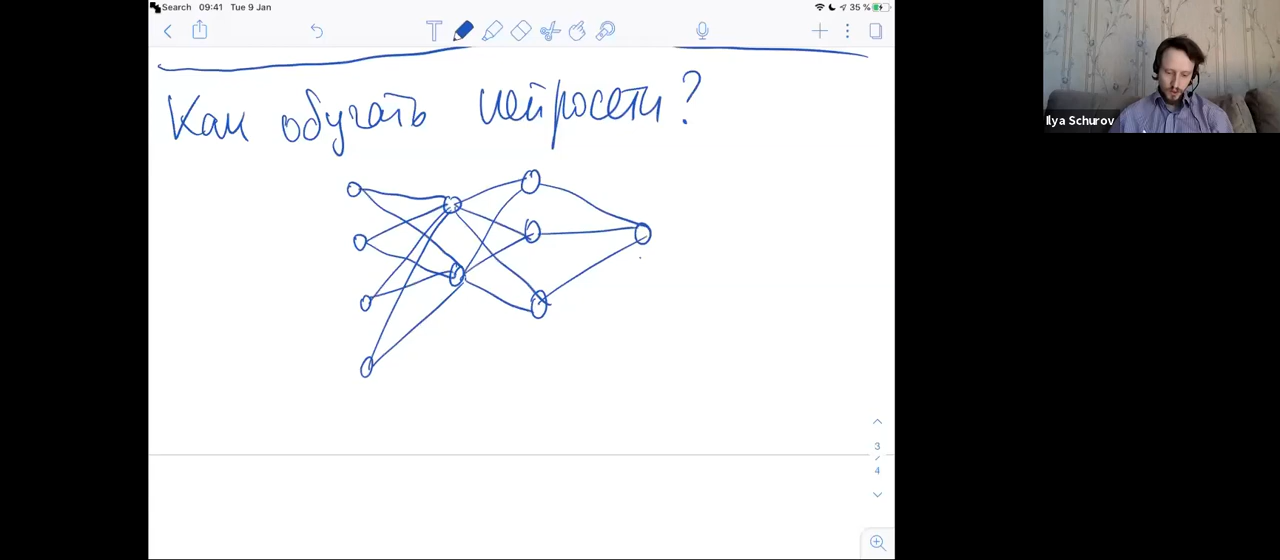 Search 09:41 Tue 9 Jan 35 %
Как обучать нейросети?
Ilya Schurov
3
4